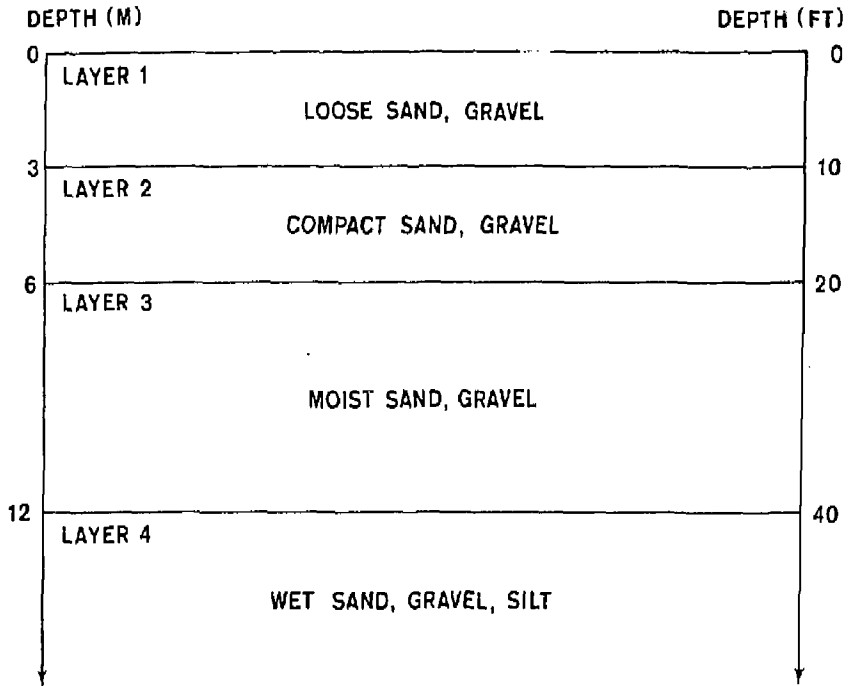 DEPTH (M) DEPTH (FT)
0 0
LAYER 1
LOOSE SAND, GRAVEL
3 10
LAYER 2
COMPACT SAND, GRAVEL
6 20
LAYER 3
MOIST SAND, GRAVEL
12 40
LAYER 4
WET SAND, GRAVEL, SILT